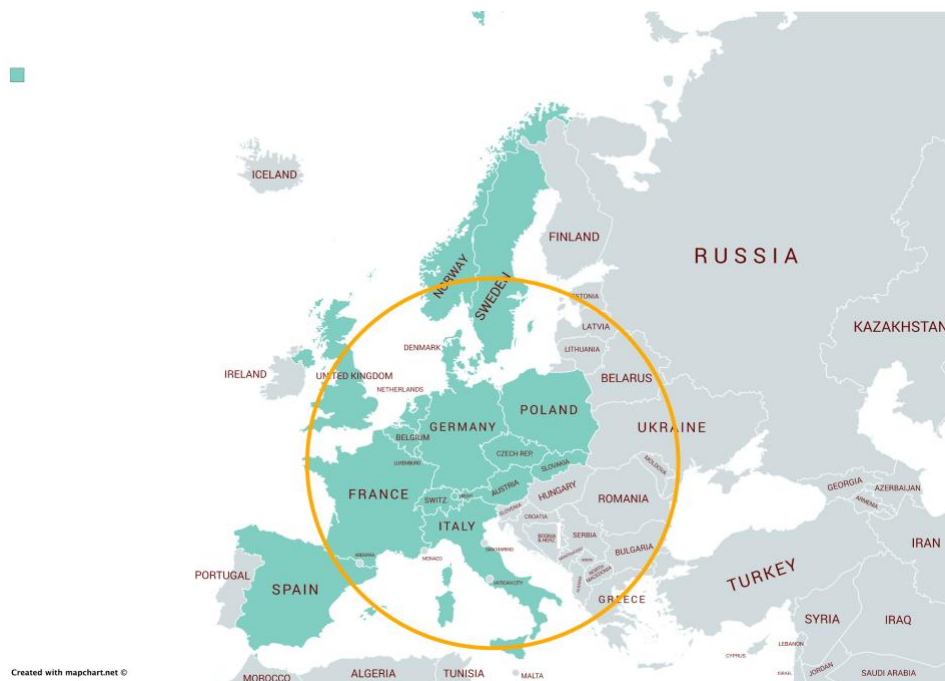 ICELAND
NORWAY
SWEDEN
FINLAND
RUSSIA
ESTONIA
LATVIA
LITHUANIA
DENMARK
KAZAKHSTAN
IRELAND
UNITED KINGDOM
NETHERLANDS
BELARUS
POLAND
GERMANY
UKRAINE
BELGIUM
CZECH REP.
LUXEMBURG
SLOVAKIA
MOLDOVA
FRANCE
SWITZ.
AUSTRIA
HUNGARY
ROMANIA
GEORGIA
AZERBAIJAN
ARMENIA
SLOVENIA
CROATIA
ITALY
BOSNIA
& HERZ.
SERBIA
SAN MARINO
BULGARIA
IRAN
ANDORRA
MONACO
NORTH
MACEDONIA
PORTUGAL
SPAIN
VATICAN CITY
ALBANIA
GREECE
TURKEY
SYRIA
IRAQ
CYPRUS
LEBANON
ISRAEL
JORDAN
SAUDI ARABIA
MOROCCO
ALGERIA
TUNISIA
MALTA
Created with mapchart.net ©